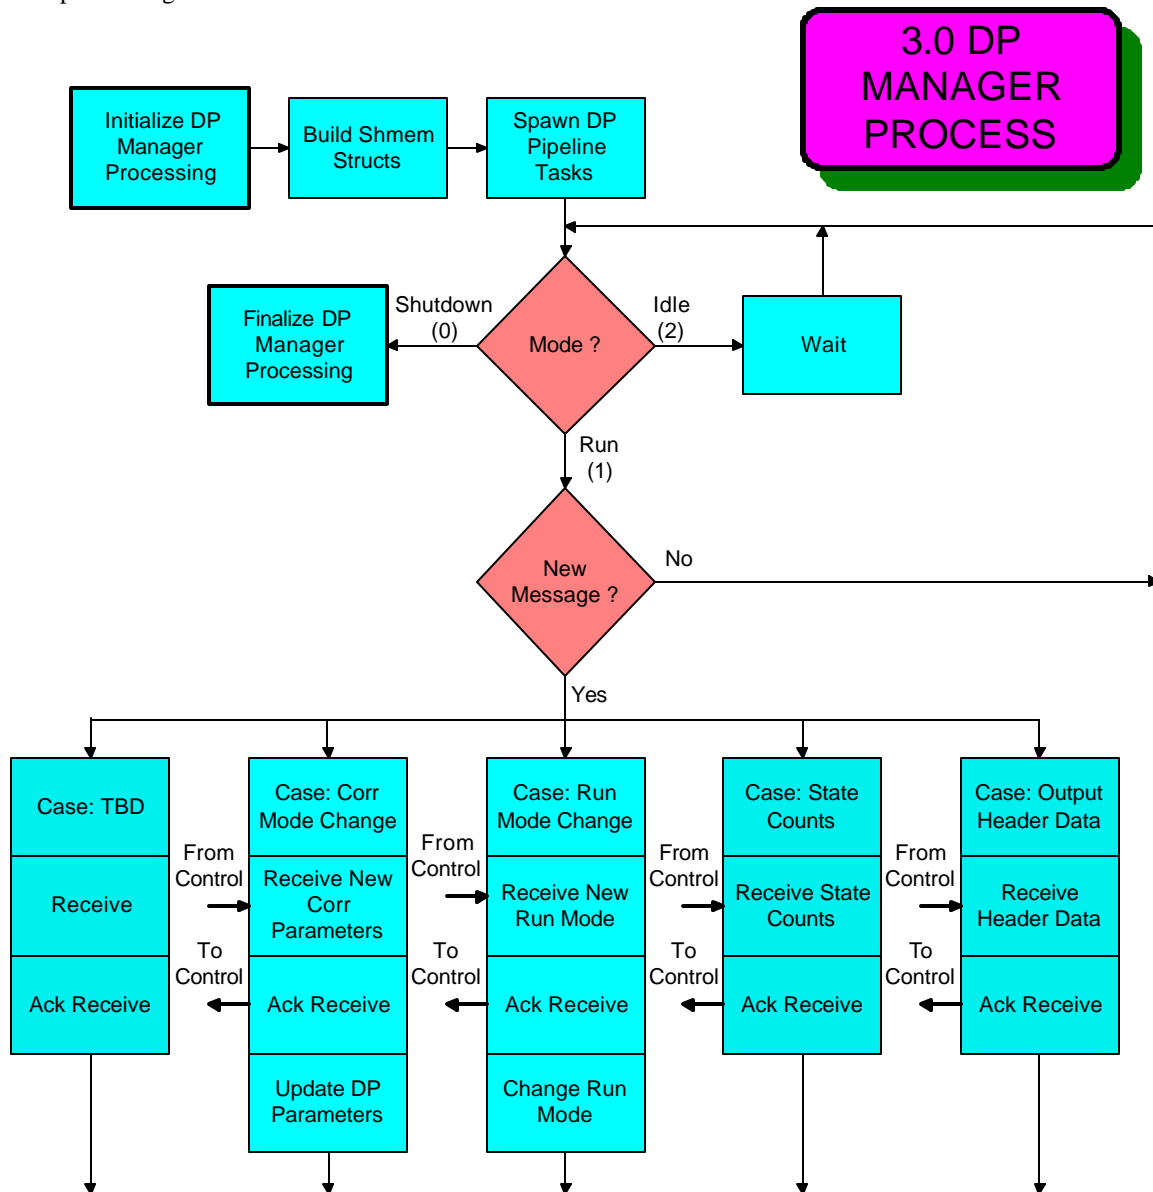 3.0 DP
MANAGER
PROCESS
Initialize DP
Manager
Processing
Build Shmem
Structs
Spawn DP
Pipeline
Tasks
Shutdown
(0)
Idle
(2)
Finalize DP
Manager
Processing
Mode ?
Wait
Run
(1)
New
Message ?
No
Yes
Case: TBD
Receive
Ack Receive
From
Control
To
Control
Case: Corr
Mode Change
Receive New
Corr
Parameters
Ack Receive
Update DP
Parameters
From
Control
To
Control
Case: Run
Mode Change
Receive New
Run Mode
Ack Receive
Change Run
Mode
From
Control
To
Control
Case: State
Counts
Receive State
Counts
Ack Receive
From
Control
To
Control
Case: Output
Header Data
Receive
Header Data
Ack Receive